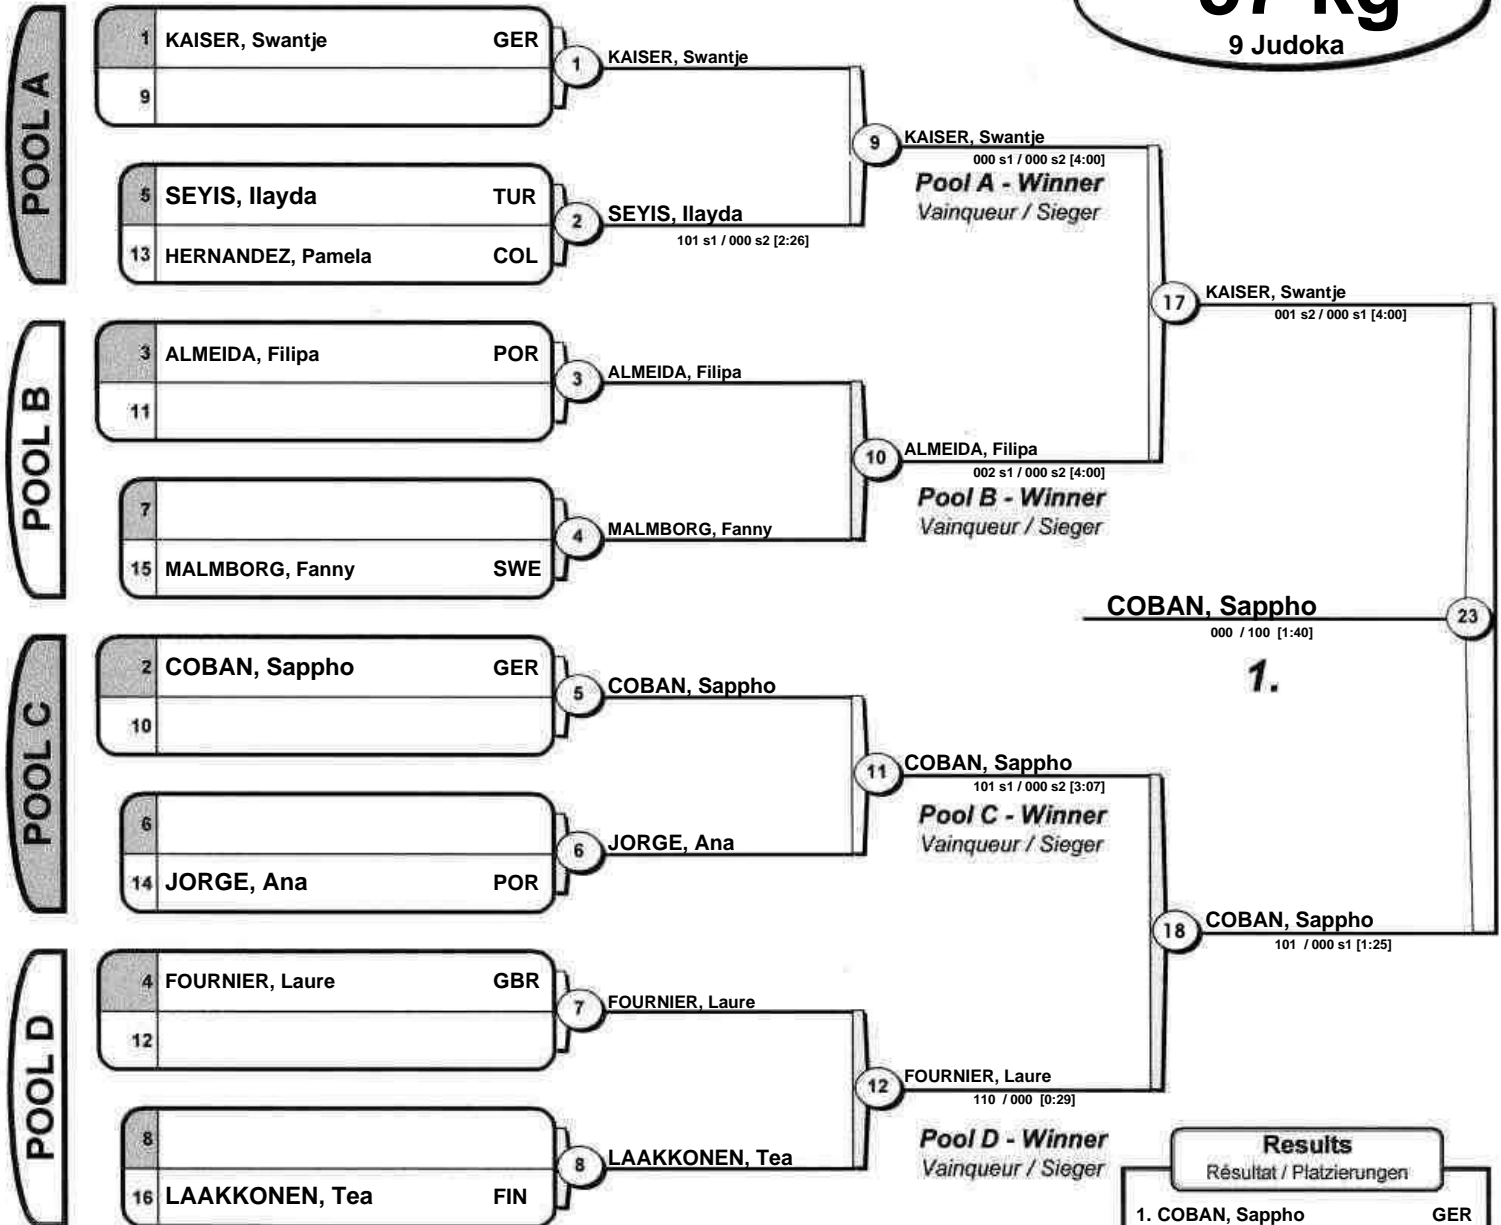 57 kg
9 Judoka
POOL A
1 KAISER, Swantje GER
9
5 SEYIS, Ilayda TUR
13 HERNANDEZ, Pamela COL
1 KAISER, Swantje
2 SEYIS, Ilayda
101 s1 / 000 s2 [2:26]
9 KAISER, Swantje
000 s1 / 000 s2 [4:00]
Pool A - Winner
Vainqueur / Sieger
POOL B
3 ALMEIDA, Filipa POR
11
7
15 MALMBORG, Fanny SWE
3 ALMEIDA, Filipa
4 MALMBORG, Fanny
10 ALMEIDA, Filipa
002 s1 / 000 s2 [4:00]
Pool B - Winner
Vainqueur / Sieger
17 KAISER, Swantje
001 s2 / 000 s1 [4:00]
COBAN, Sappho 23
000 / 100 [1:40]
1.
POOL C
2 COBAN, Sappho GER
10
6
14 JORGE, Ana POR
5 COBAN, Sappho
6 JORGE, Ana
11 COBAN, Sappho
101 s1 / 000 s2 [3:07]
Pool C - Winner
Vainqueur / Sieger
18 COBAN, Sappho
101 / 000 s1 [1:25]
POOL D
4 FOURNIER, Laure GBR
12
8
16 LAAKKONEN, Tea FIN
7 FOURNIER, Laure
8 LAAKKONEN, Tea
12 FOURNIER, Laure
110 / 000 [0:29]
Pool D - Winner
Vainqueur / Sieger
Results
Résultat / Platzierungen
1. COBAN, Sappho GER